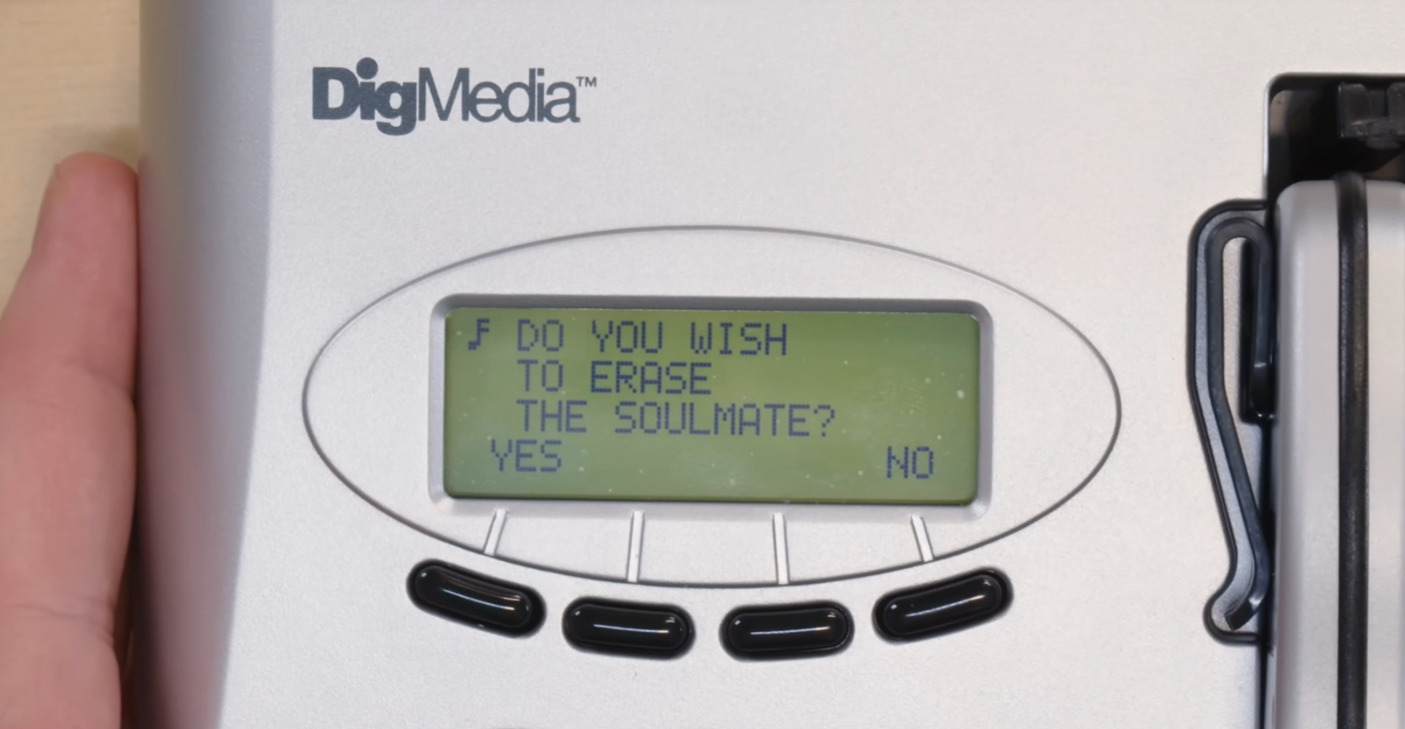 DigMedia™
DO YOU WISH
TO ERASE
THE SOULMATE?
YES NO